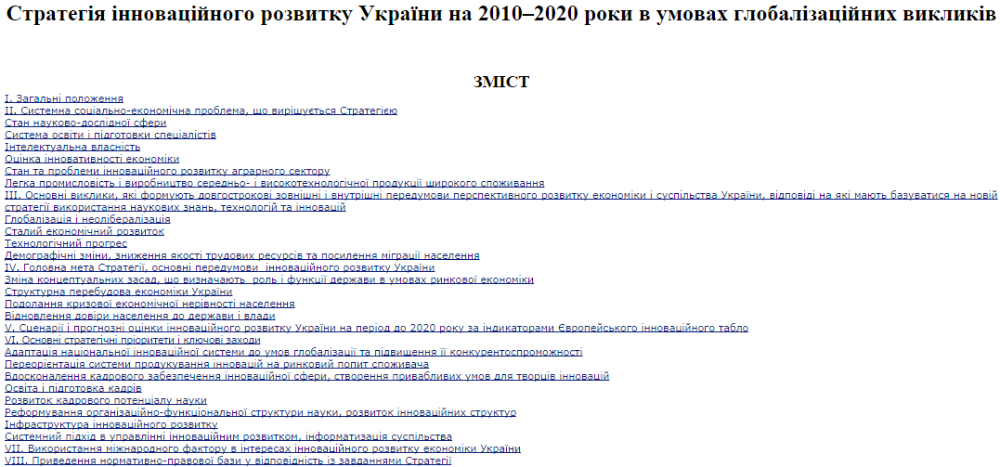 Стратегія інноваційного розвитку України на 2010–2020 роки в умовах глобалізаційних викликів
ЗМІСТ
I. Загальні положення
II. Системна соціально-економічна проблема, що вирішується Стратегією
Стан науково-дослідної сфери
Система освіти і підготовки спеціалістів
Інтелектуальна власність
Оцінка інновативності економіки
Стан та проблеми інноваційного розвитку аграрного сектору
Легка промисловість і виробництво середньо- і високотехнологічної продукції широкого споживання
III. Основні виклики, які формують довгострокові зовнішні і внутрішні передумови перспективного розвитку економіки і суспільства України, відповіді на які мають базуватися на новій
стратегії використання наукових знань, технологій та інновацій
Глобалізація і неолібералізація
Сталий економічний розвиток
Технологічний прогрес
Демографічні зміни, зниження якості трудових ресурсів та посилення міграції населення
IV. Головна мета Стратегії, основні передумови  інноваційного розвитку України
Зміна концептуальних засад, що визначають  роль і функції держави в умовах ринкової економіки
Структурна перебудова економіки України
Подолання кризової економічної нерівності населення
Відновлення довіри населення до держави і влади
V. Сценарії і прогнозні оцінки інноваційного розвитку України на період до 2020 року за індикаторами Європейського інноваційного табло
VI. Основні стратегічні пріоритети і ключові заходи
Адаптація національної інноваційної системи до умов глобалізації та підвищення її конкурентоспроможності
Переорієнтація системи продукування інновацій на ринковий попит споживача
Вдосконалення кадрового забезпечення інноваційної сфери, створення привабливих умов для творців інновацій
Освіта і підготовка кадрів
Розвиток кадрового потенціалу науки
Реформування організаційно-функціональної структури науки, розвиток інноваційних структур
Інфраструктура інноваційного розвитку
Системний підхід в управлінні інноваційним розвитком, інформатизація суспільства
VII. Використання міжнародного фактору в інтересах інноваційного розвитку економіки України
VIII. Приведення нормативно-правової бази у відповідність із завданнями Стратегії